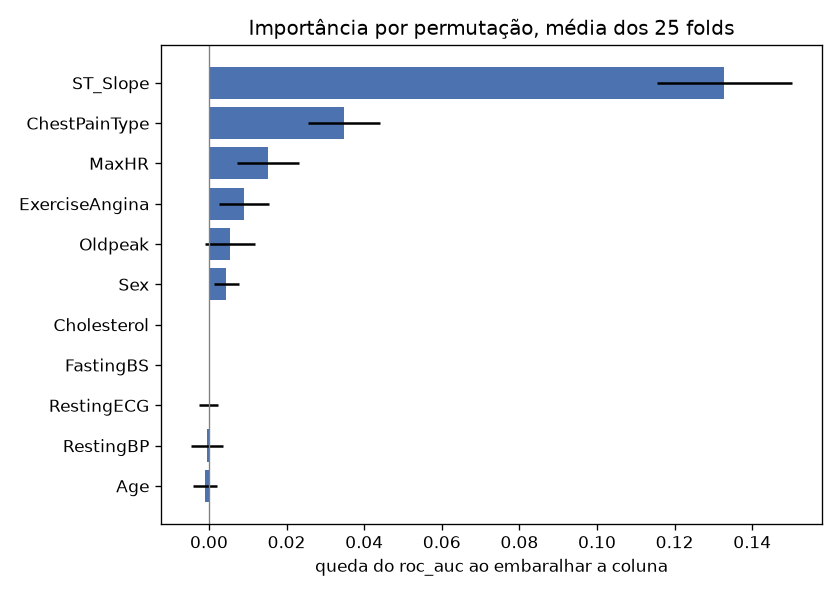 Importância por permutação, média dos 25 folds
ST_Slope
ChestPainType
MaxHR
ExerciseAngina
Oldpeak
Sex
Cholesterol
FastingBS
RestingECG
RestingBP
Age
0.00 0.02 0.04 0.06 0.08 0.10 0.12 0.14
queda do roc_auc ao embaralhar a coluna